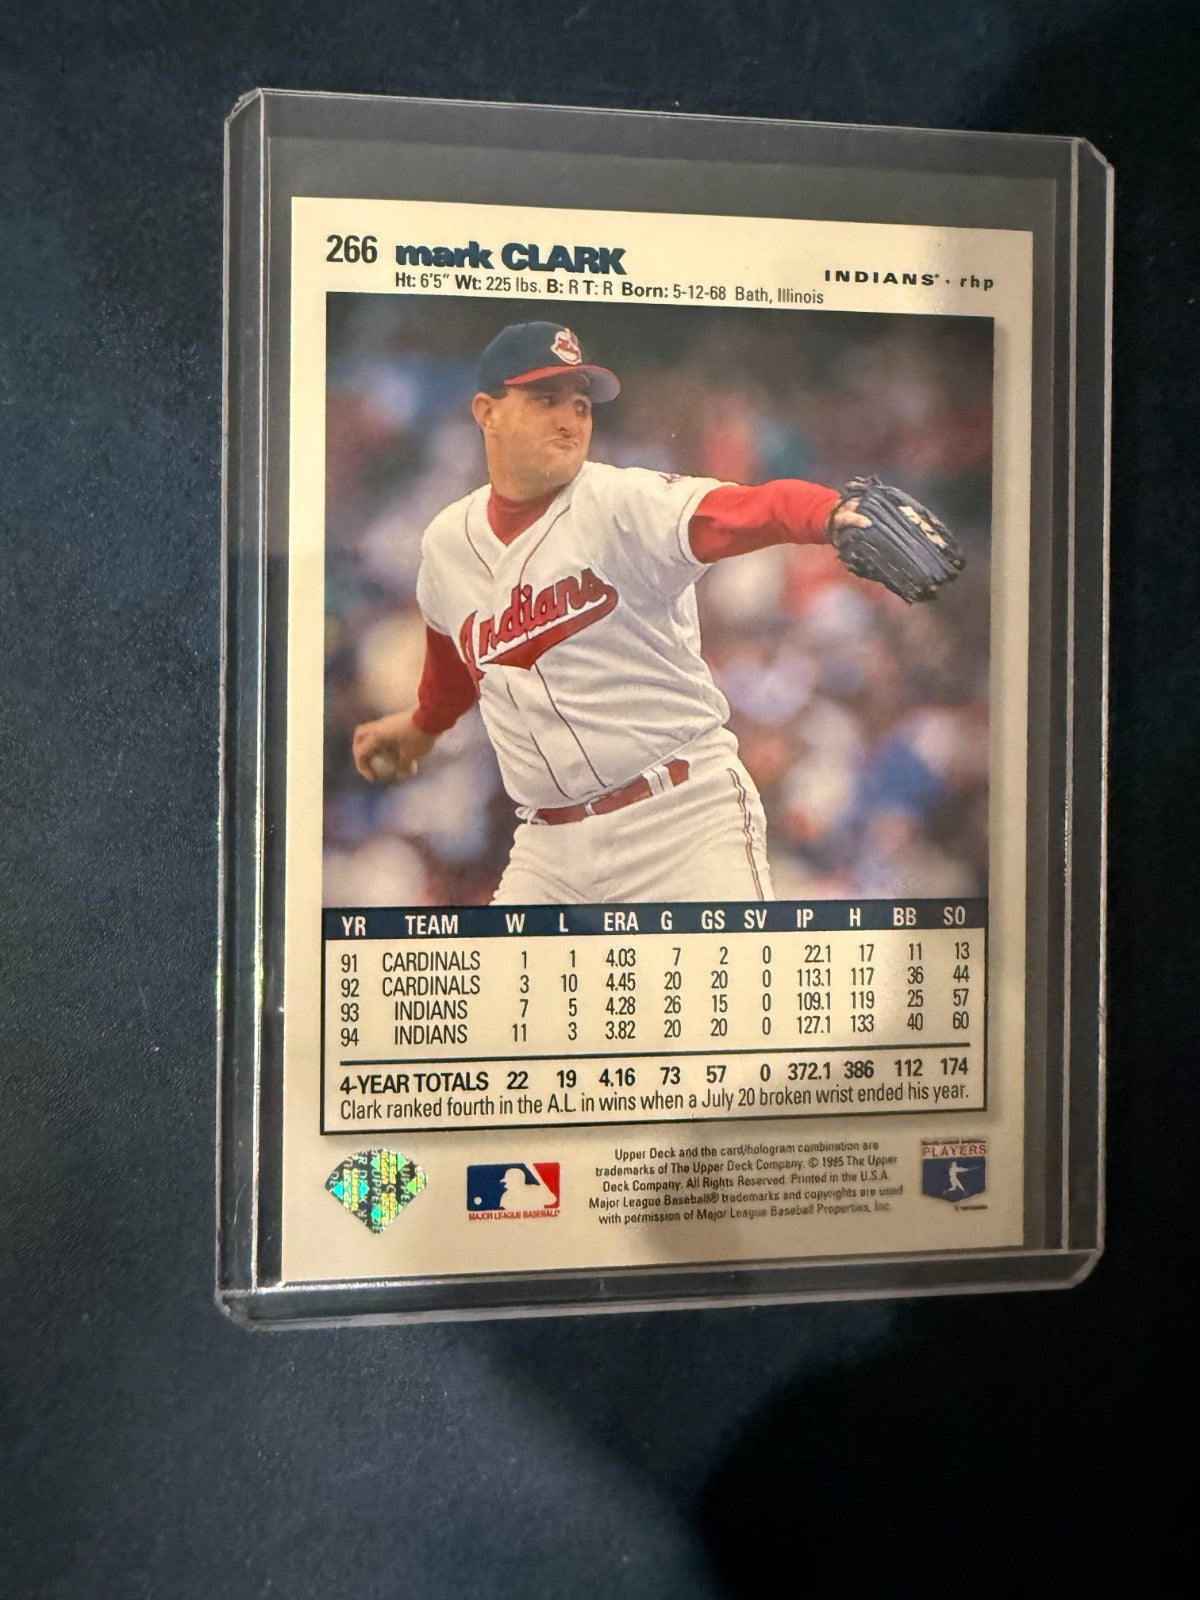 266 mark CLARK
INDIANS · rhp
Ht: 6'5" Wt: 225 lbs. B: R T: R Born: 5-12-68 Bath, Illinois
Indians
YR TEAM W L ERA G GS SV IP H BB SO
91 CARDINALS 1 1 4.03 7 2 0 22.1 17 11 13
92 CARDINALS 3 10 4.45 20 20 0 113.1 117 36 44
93 INDIANS 7 5 4.28 26 15 0 109.1 119 25 57
94 INDIANS 11 3 3.82 20 20 0 127.1 133 40 60
4-YEAR TOTALS 22 19 4.16 73 57 0 372.1 386 112 174
Clark ranked fourth in the A.L. in wins when a July 20 broken wrist ended his year.
Upper Deck and the card/hologram combination are
trademarks of The Upper Deck Company. © 1995 The Upper
Deck Company. All Rights Reserved. Printed in the U.S.A.
Major League Baseball® trademarks and copyrights are used
with permission of Major League Baseball Properties, Inc.
MAJOR LEAGUE BASEBALL
PLAYERS